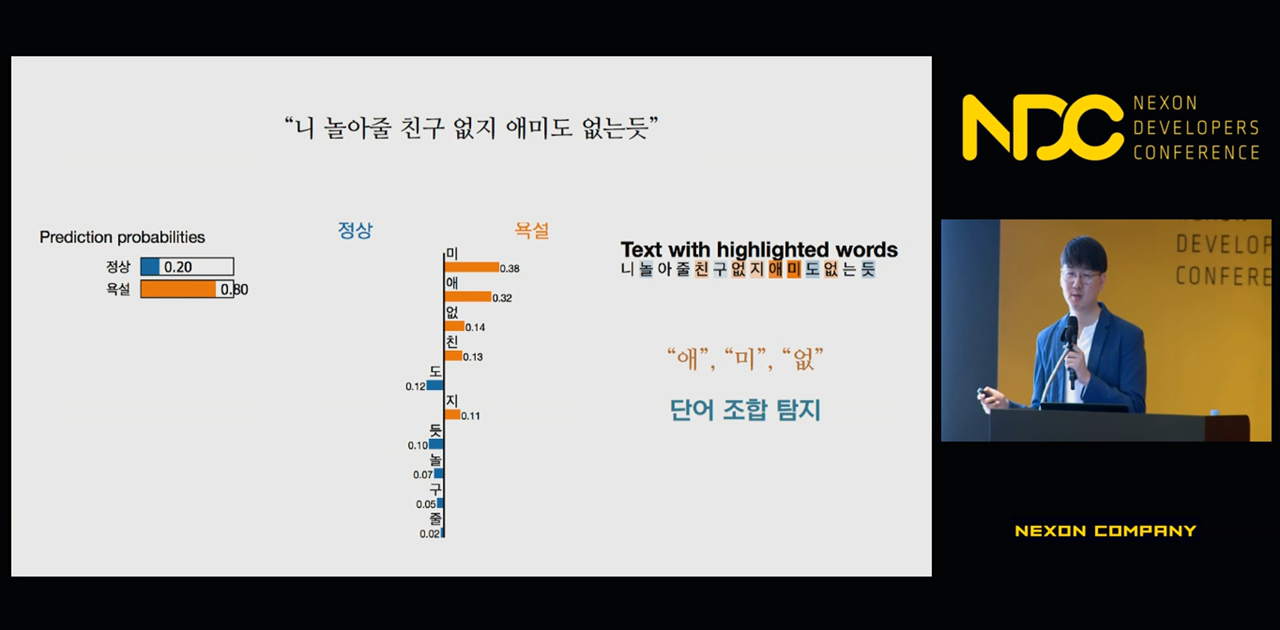 “니 놀아줄 친구 없지 애미도 없는듯”
Prediction probabilities
정상 0.20
욕설 0.80
정상 욕설
미
0.38
애
0.32
없
0.14
친
0.13
도
0.12
지
0.11
듯
0.10
놀
0.07
구
0.05
줄
0.02
Text with highlighted words
니 놀 아 줄 친 구 없 지 애 미 도 없 는 듯
“애”, “미”, “없”
단어 조합 탐지
NDC
NEXON
DEVELOPERS
CONFERENCE
DEVELOP
CONFERE
NEXON COMPANY